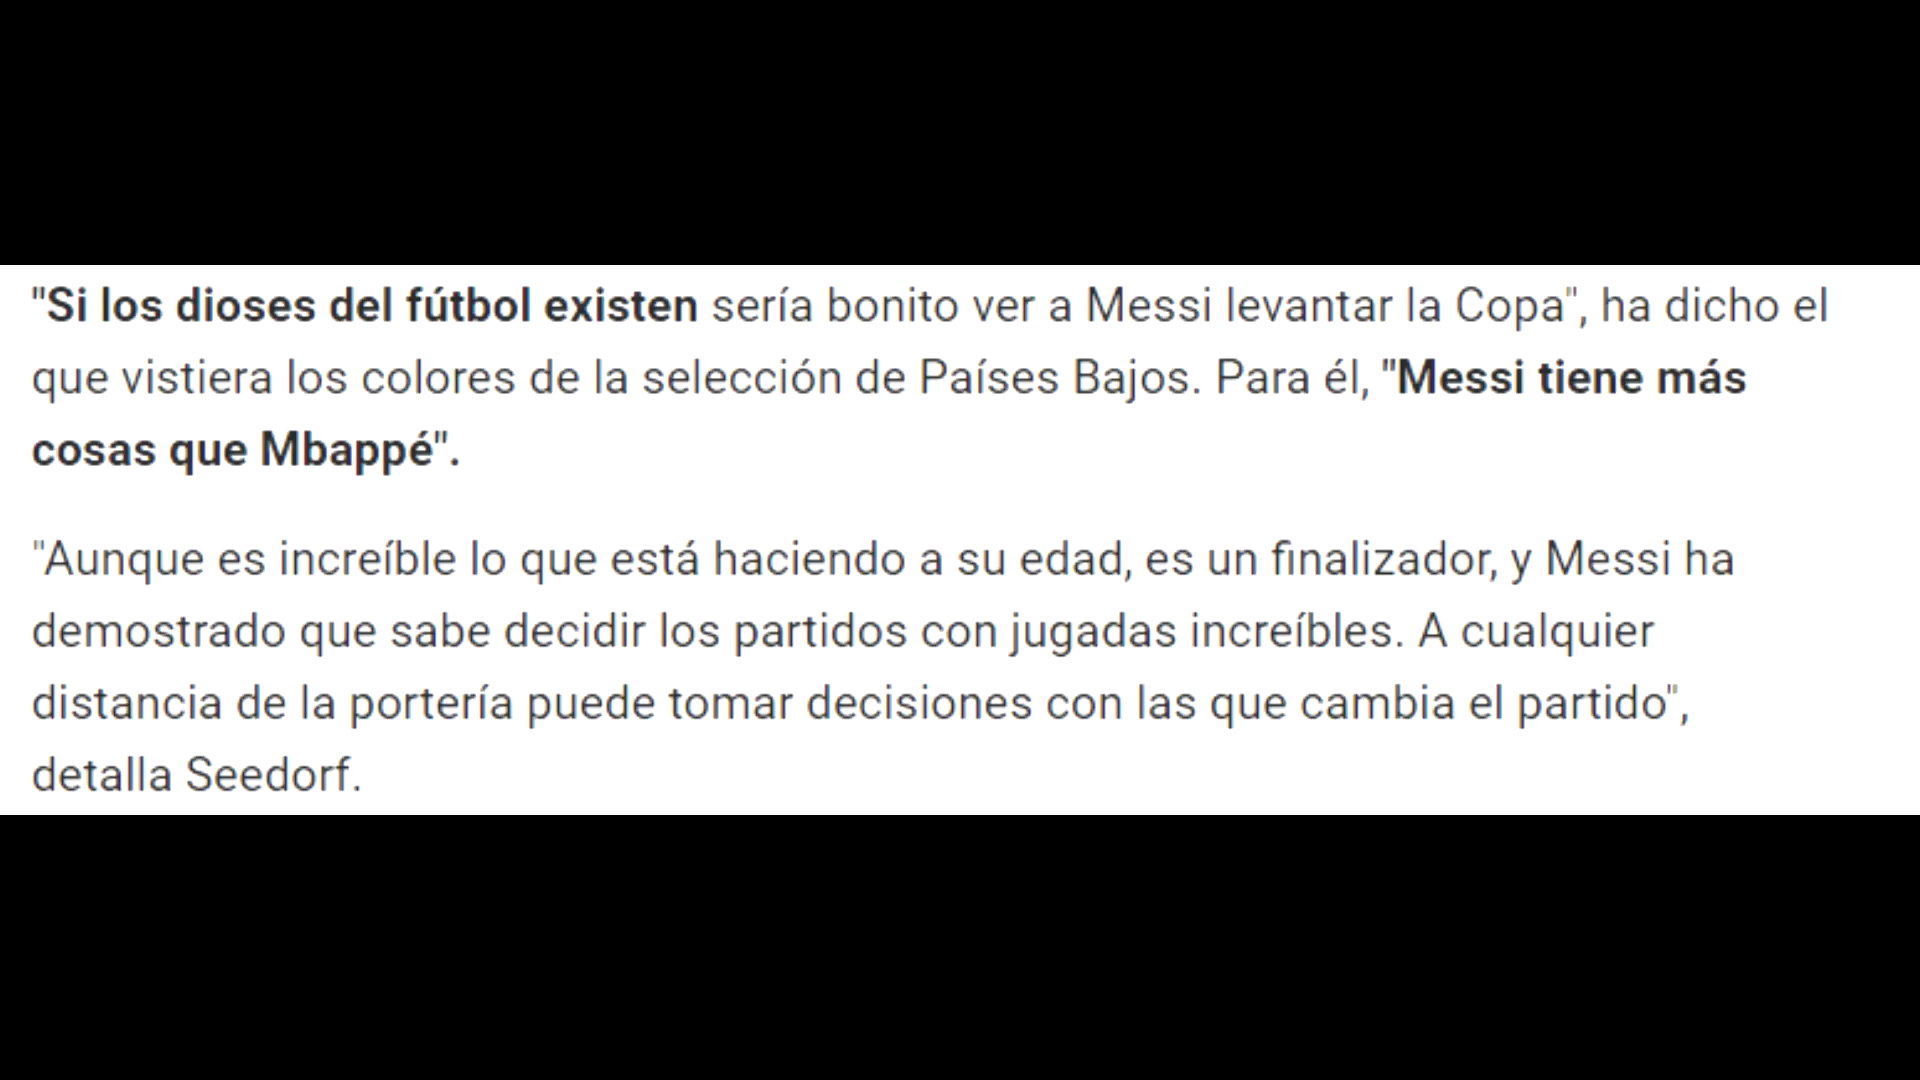 "Si los dioses del fútbol existen sería bonito ver a Messi levantar la Copa", ha dicho el
que vistiera los colores de la selección de Países Bajos. Para él, "Messi tiene más
cosas que Mbappé".
"Aunque es increíble lo que está haciendo a su edad, es un finalizador, y Messi ha
demostrado que sabe decidir los partidos con jugadas increíbles. A cualquier
distancia de la portería puede tomar decisiones con las que cambia el partido",
detalla Seedorf.